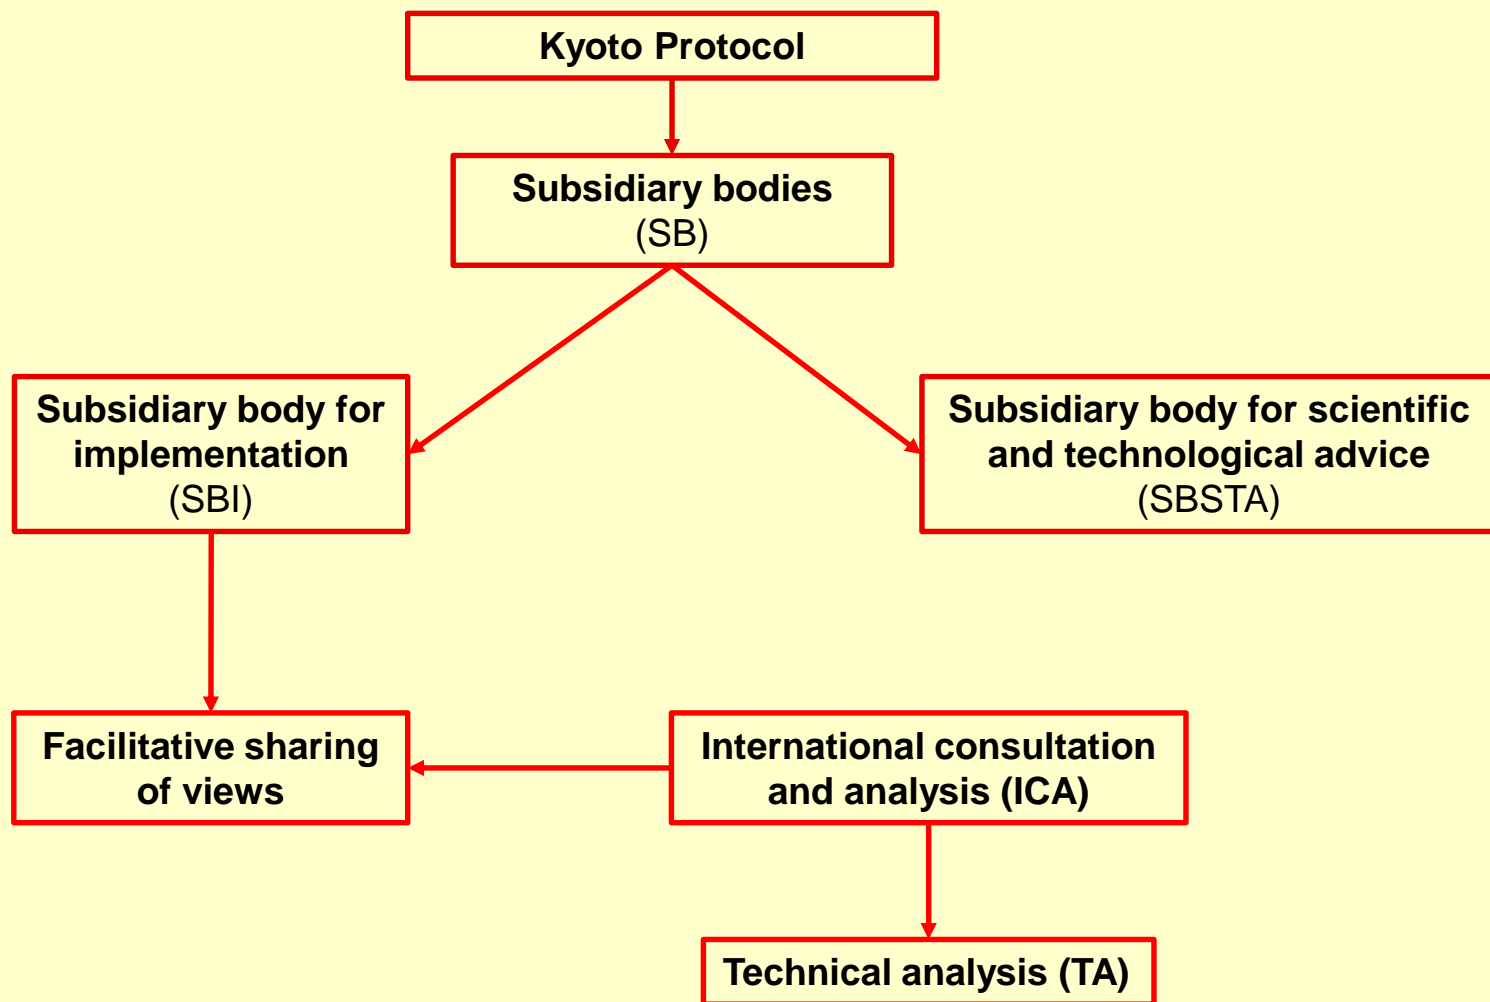 Kyoto Protocol
Subsidiary bodies
(SB)
Subsidiary body for
implementation
(SBI)
Subsidiary body for scientific
and technological advice
(SBSTA)
Facilitative sharing
of views
International consultation
and analysis (ICA)
Technical analysis (TA)